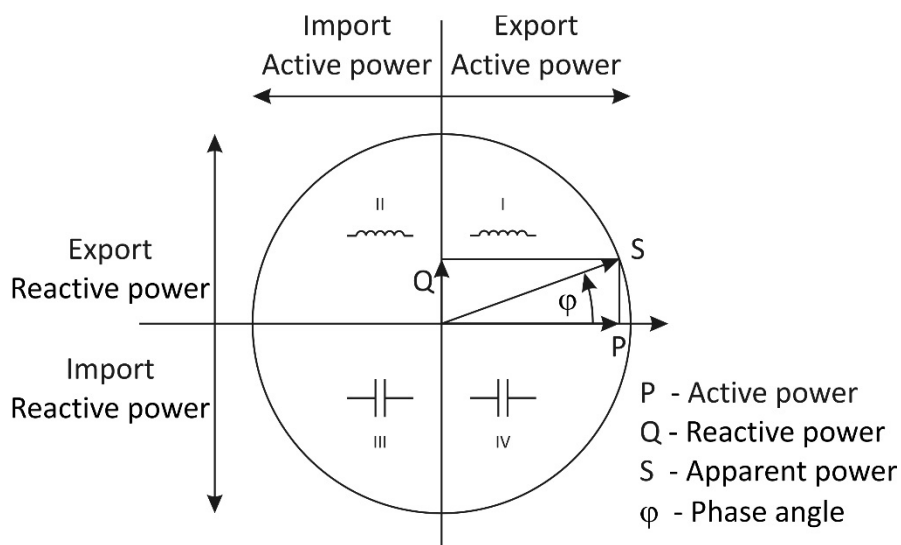 Import
Active power
Export
Active power
II
I
S
Export
Reactive power
Q
φ
P
Import
Reactive power
III
IV
P - Active power
Q - Reactive power
S - Apparent power
φ - Phase angle